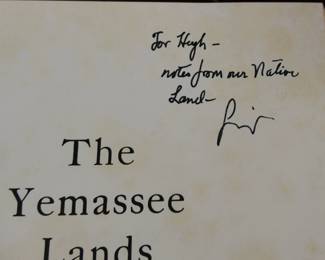 For Hugh –
notes from our Native
Land –
The
Yemassee
Lands